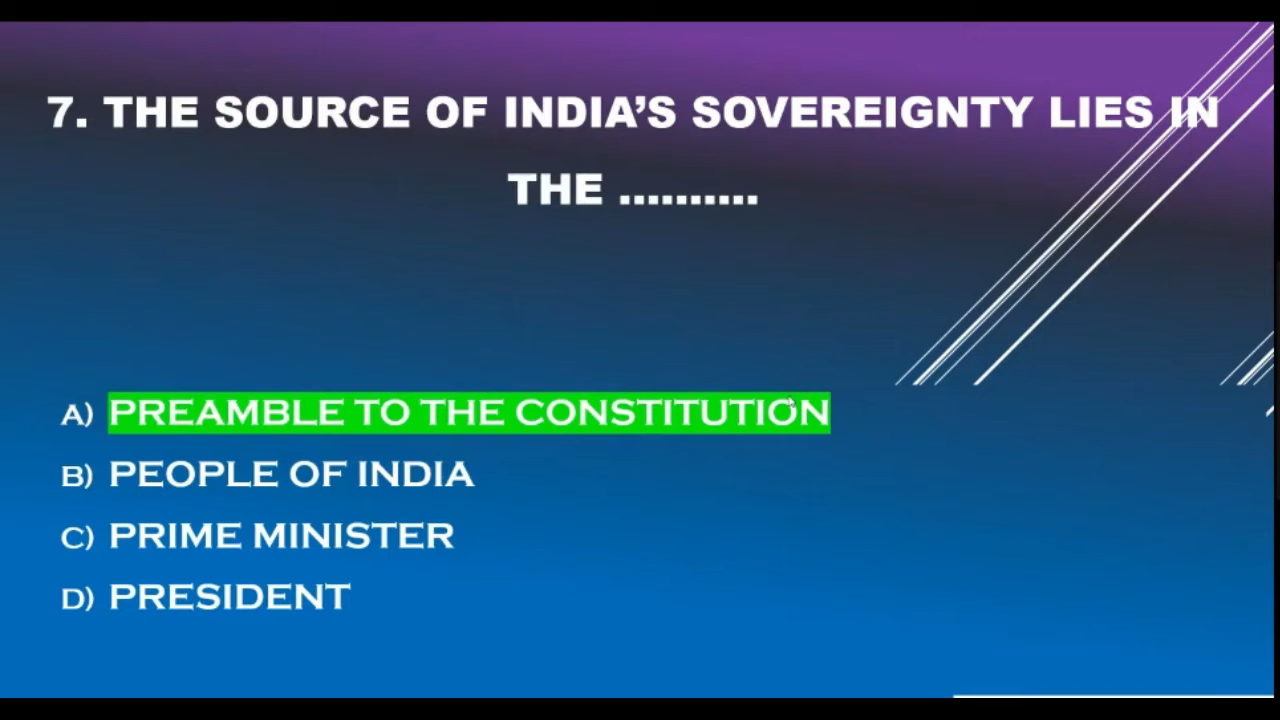 7. THE SOURCE OF INDIA’S SOVEREIGNTY LIES IN
THE ..........
A) PREAMBLE TO THE CONSTITUTION
B) PEOPLE OF INDIA
C) PRIME MINISTER
D) PRESIDENT